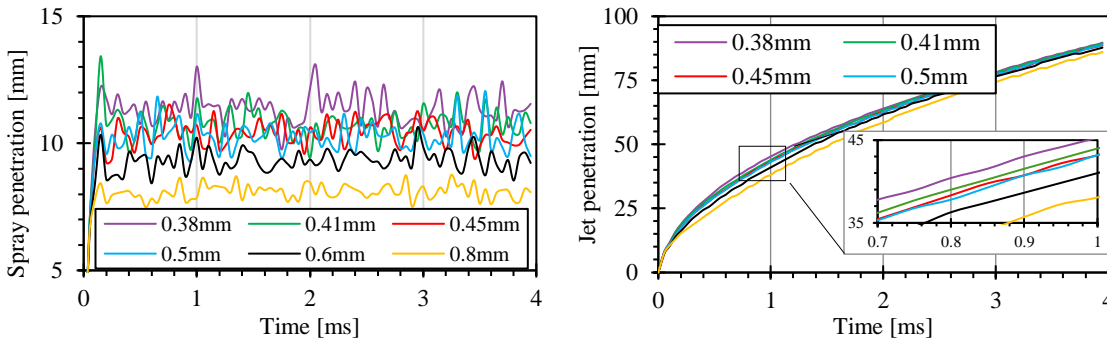 15
10
5
Spray penetration [mm]
0.38mm 0.41mm 0.45mm
0.5mm 0.6mm 0.8mm
0 1 2 3 4
Time [ms]
100
75
50
25
0
Jet penetration [mm]
0.38mm 0.41mm
0.45mm 0.5mm
45
35
0.7 0.8 0.9 1
0 1 2 3 4
Time [ms]